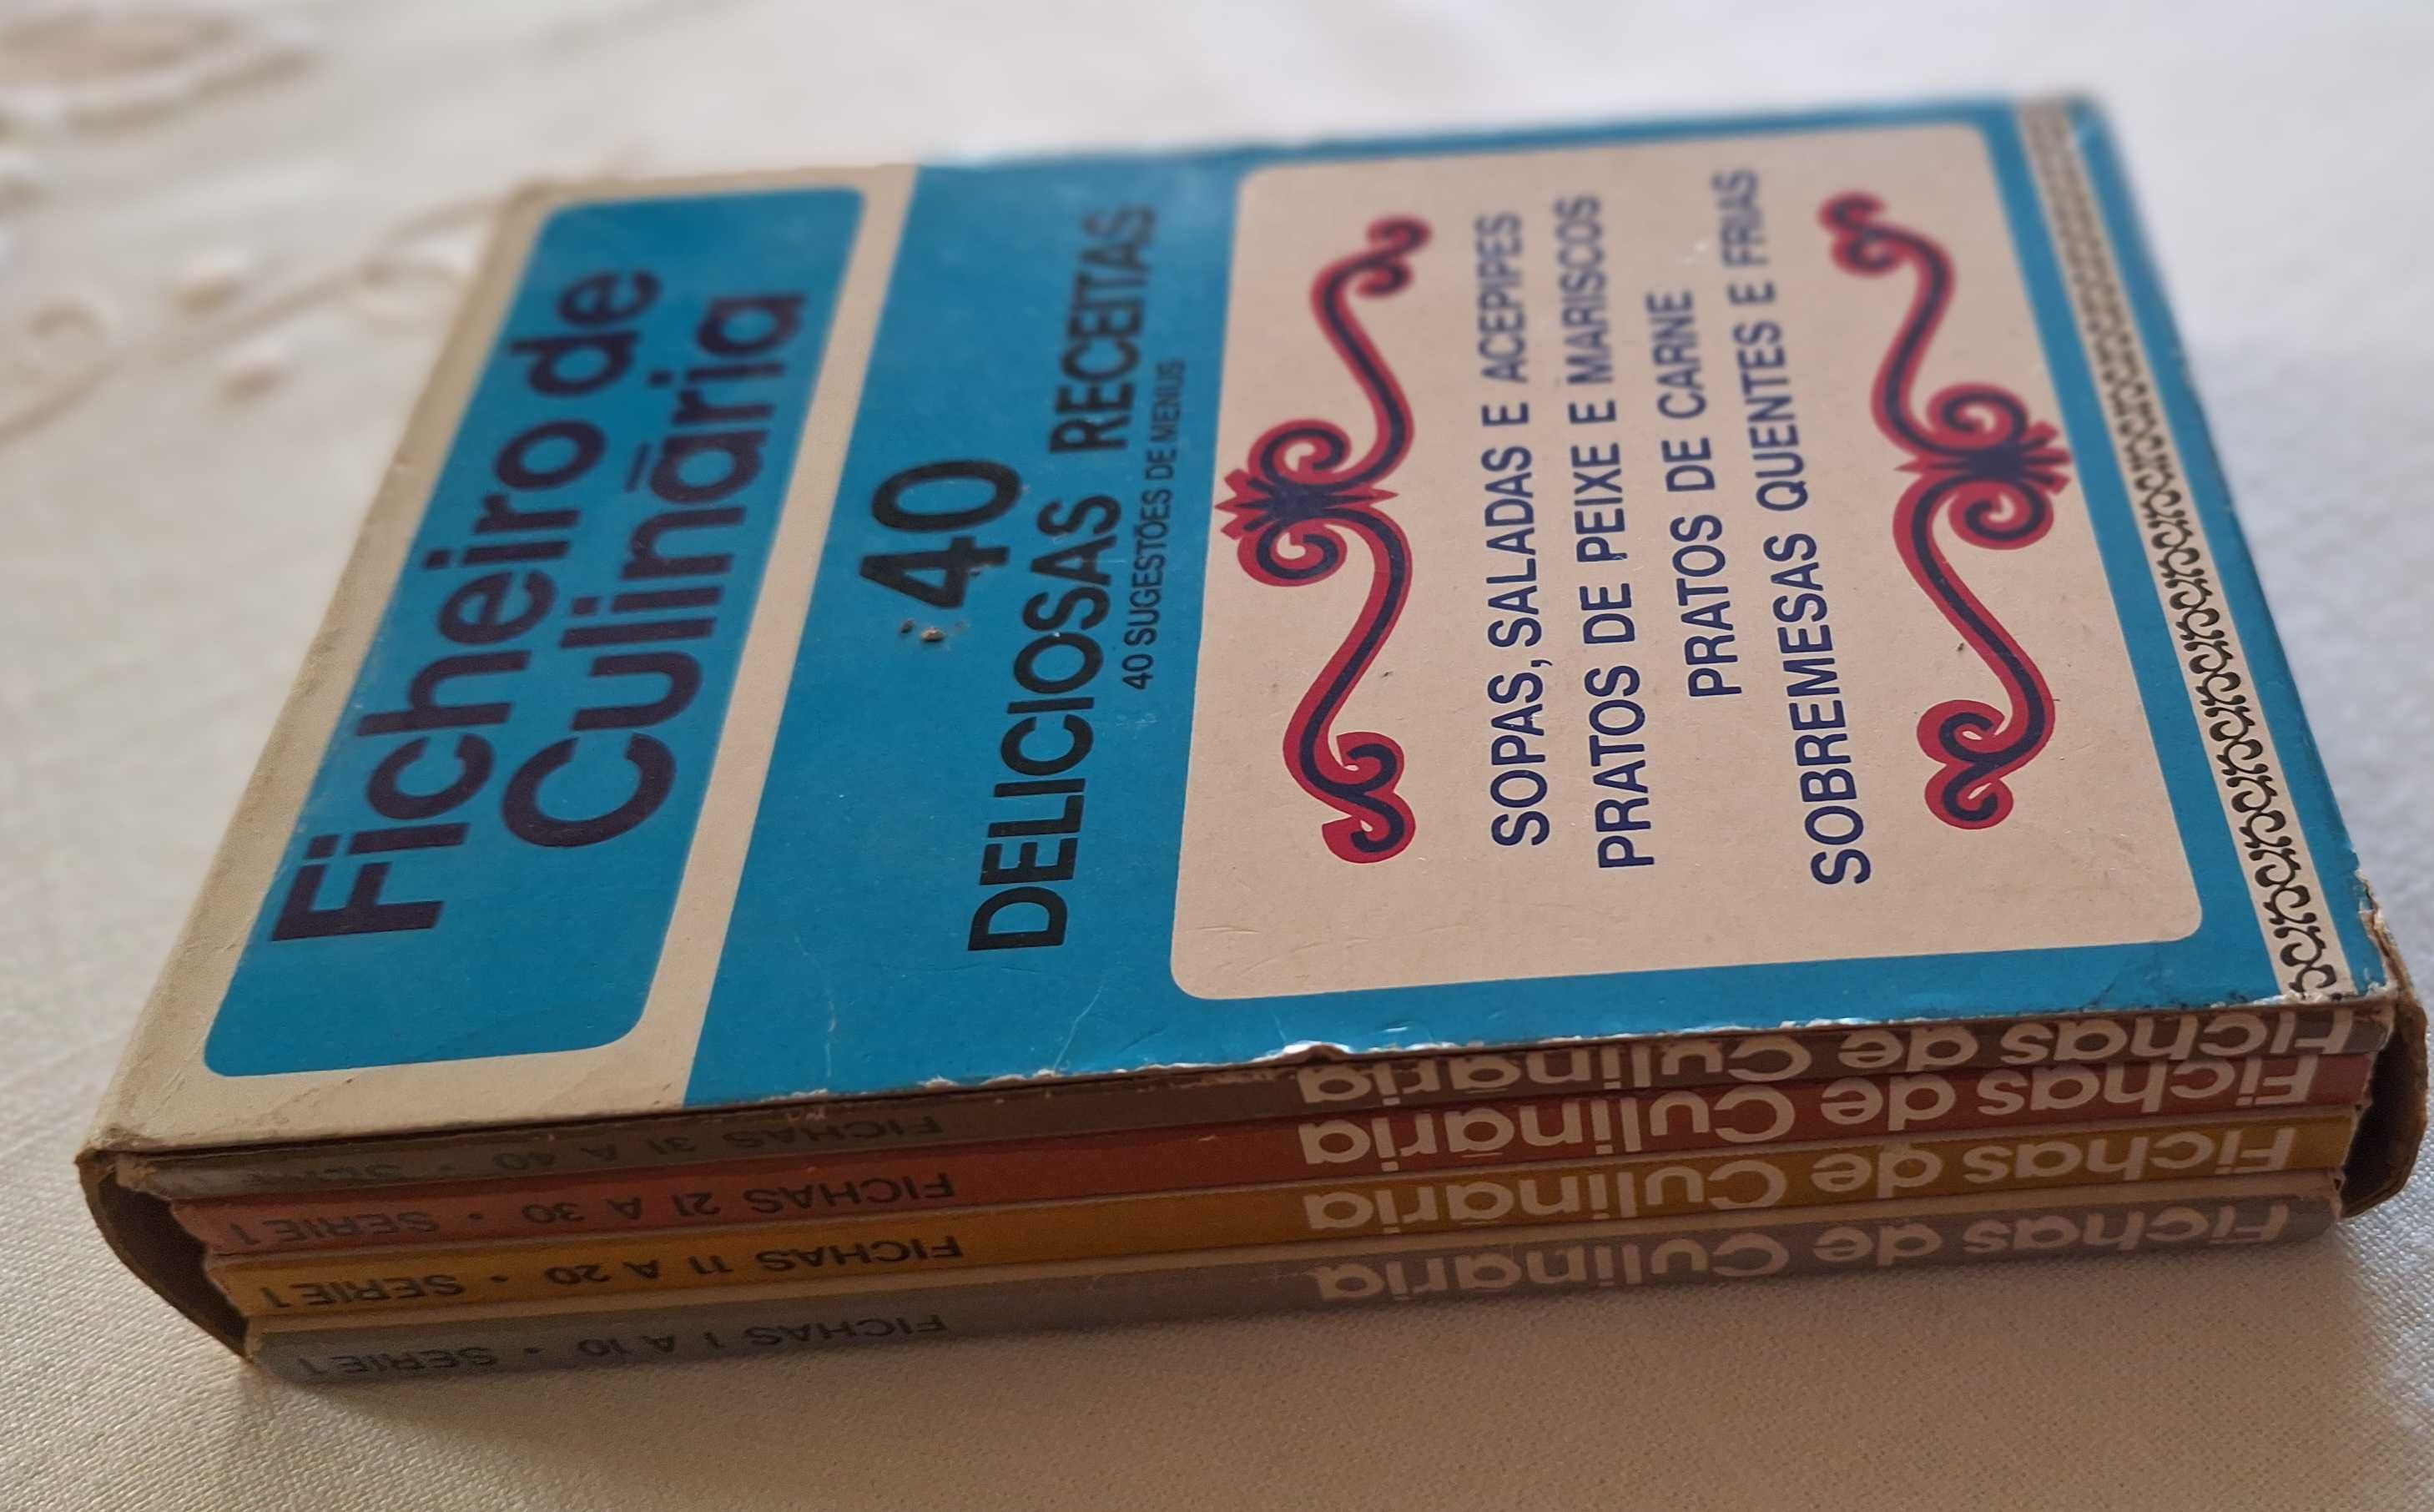 Ficheiro de
Culinária
40
DELICIOSAS RECEITAS
40 SUGESTÕES DE MENUS
SOPAS, SALADAS E ACEPIPES
PRATOS DE PEIXE E MARISCOS
PRATOS DE CARNE
SOBREMESAS QUENTES E FRIAS
Fichas de Culinária FICHAS 31 A 40 • SERIE 1
Fichas de Culinária FICHAS 21 A 30 • SERIE 1
Fichas de Culinária FICHAS 11 A 20 • SERIE 1
Fichas de Culinária FICHAS 1 A 10 • SERIE 1